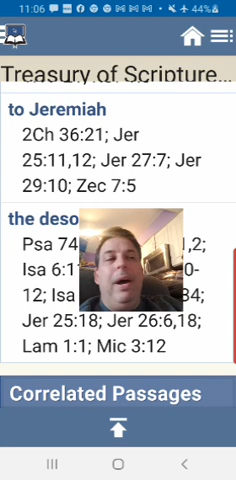 11:06
44%
Treasury of Scripture...
to Jeremiah
2Ch 36:21; Jer
25:11,12; Jer 27:7; Jer
29:10; Zec 7:5
the deso
Psa 74 1,2;
Isa 6:1 0-
12; Isa 34;
Jer 25:18; Jer 26:6,18;
Lam 1:1; Mic 3:12
Correlated Passages